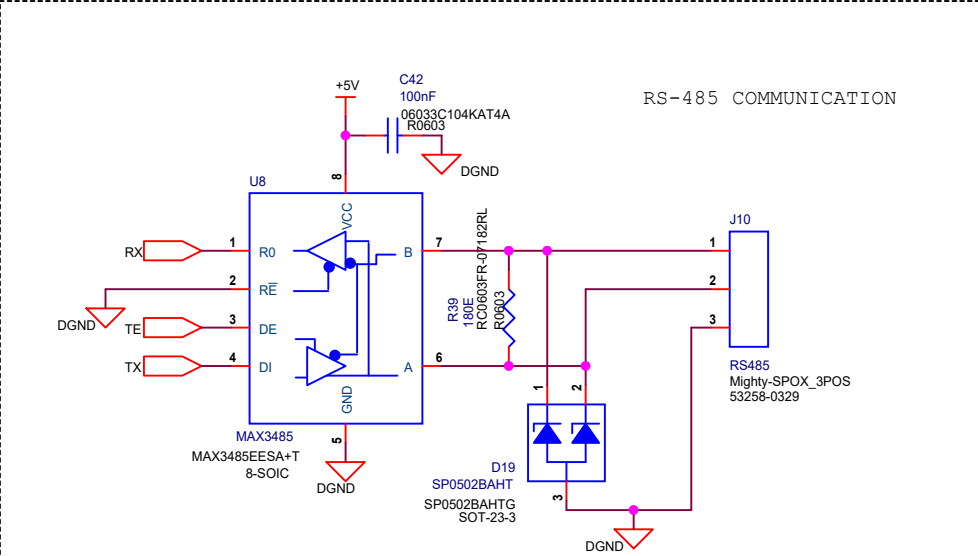 RS-485 COMMUNICATION
+5V
C42
100nF
06033C104KAT4A
R0603
DGND
U8
8
VCC
RX
1
R0
B
7
2
RE
DGND
TE
3
DE
TX
4
DI
A
6
GND
5
MAX3485
MAX3485EESA+T
8-SOIC
DGND
R39
180E
RC0603FR-07182RL
R0603
J10
1
2
3
RS485
Mighty-SPOX_3POS
53258-0329
1
2
D19
SP0502BAHT
SP0502BAHTG
SOT-23-3
3
DGND